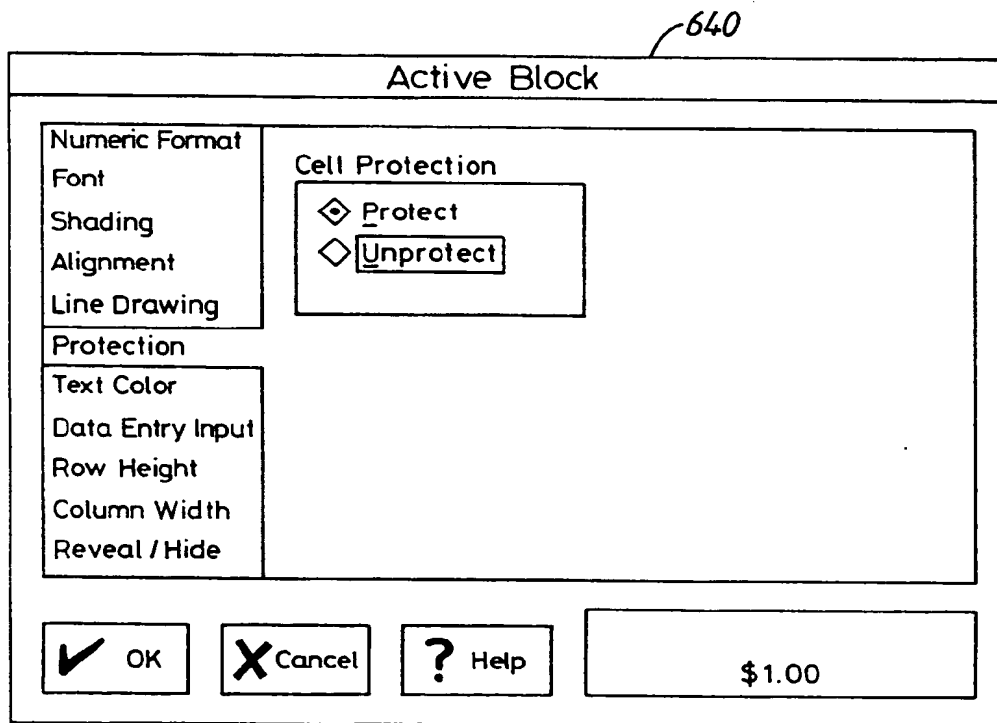 640
Active Block
Numeric Format
Font
Shading
Alignment
Line Drawing
Protection
Text Color
Data Entry Input
Row Height
Column Width
Reveal / Hide
Cell Protection
Protect
Unprotect
OK
Cancel
? Help
$1.00